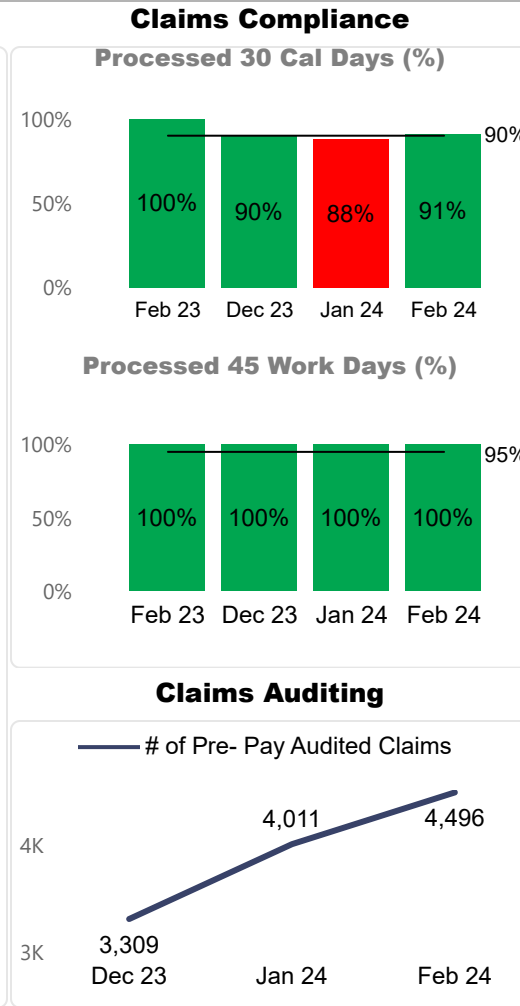 Claims Compliance
Processed 30 Cal Days (%)
100%
90%
50%
100%
90%
88%
91%
0%
Feb 23 Dec 23 Jan 24 Feb 24
Processed 45 Work Days (%)
100%
95%
50%
100% 100% 100% 100%
0%
Feb 23 Dec 23 Jan 24 Feb 24
Claims Auditing
# of Pre- Pay Audited Claims
4,011
4,496
4K
3,309
3K
Dec 23 Jan 24 Feb 24